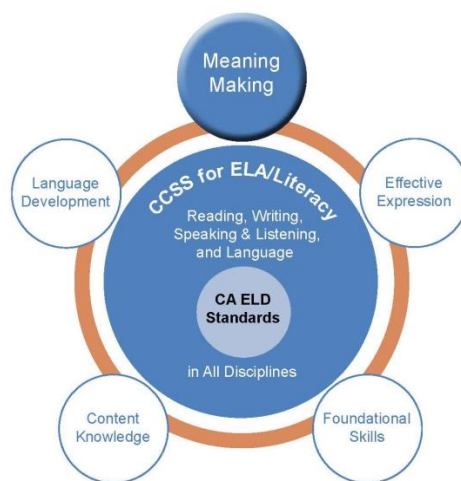 Meaning
Making
Language
Development
Effective
Expression
CCSS for ELA/Literacy
Reading, Writing,
Speaking & Listening,
and Language
CA ELD
Standards
in All Disciplines
Content
Knowledge
Foundational
Skills